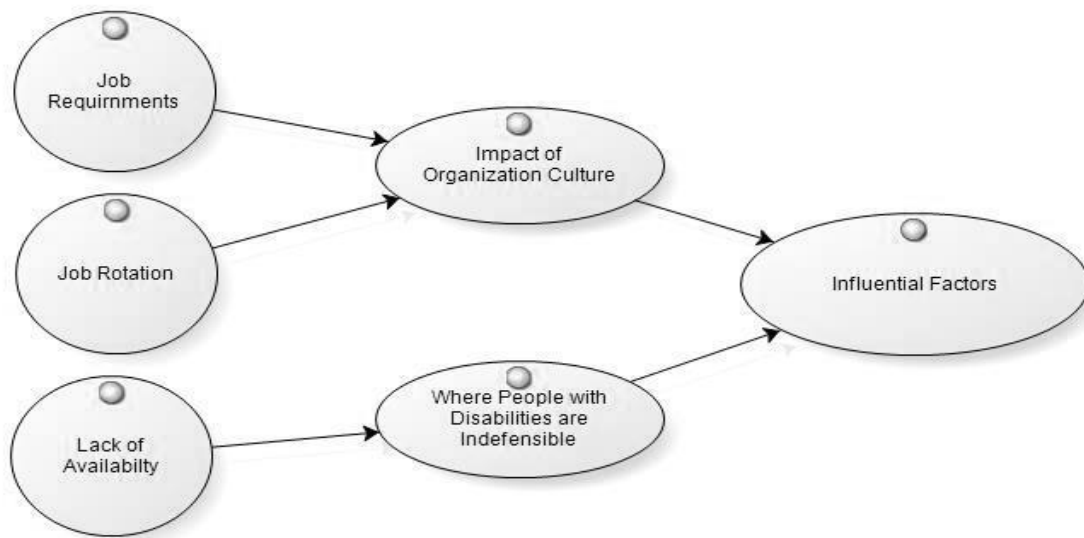 Job
Requirnments
Impact of
Organization Culture
Job Rotation
Influential Factors
Where People with
Disabilities are
Indefensible
Lack of
Availabilty